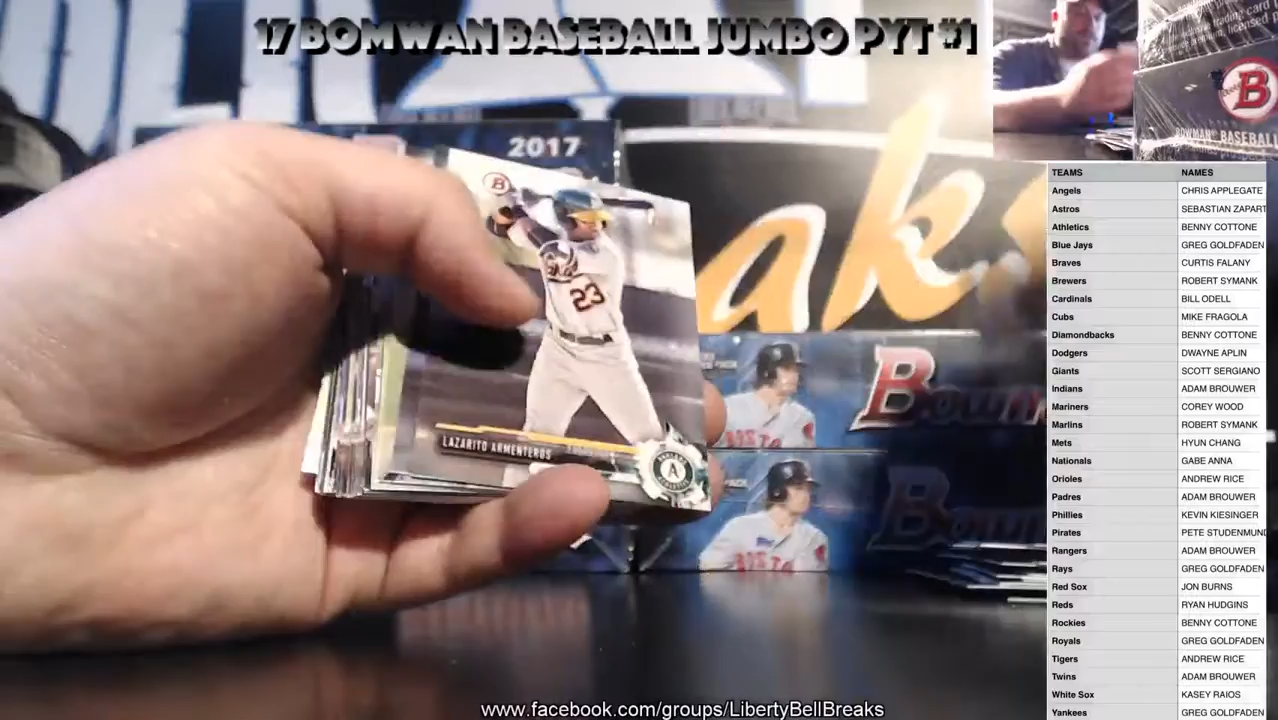 17 BOMWAN BASEBALL JUMBO PYT #1
2017
B
23
LAZARITO ARMENTEROS
A
B
BOWMAN BASEBALL
BOSTO
BOSTO
TEAMS NAMES
Angels CHRIS APPLEGATE
Astros SEBASTIAN ZAPART
Athletics BENNY COTTONE
Blue Jays GREG GOLDFADEN
Braves CURTIS FALANY
Brewers ROBERT SYMANK
Cardinals BILL ODELL
Cubs MIKE FRAGOLA
Diamondbacks BENNY COTTONE
Dodgers DWAYNE APLIN
Giants SCOTT SERGIANO
Indians ADAM BROUWER
Mariners COREY WOOD
Marlins ROBERT SYMANK
Mets HYUN CHANG
Nationals GABE ANNA
Orioles ANDREW RICE
Padres ADAM BROUWER
Phillies KEVIN KIESINGER
Pirates PETE STUDENMUND
Rangers ADAM BROUWER
Rays GREG GOLDFADEN
Red Sox JON BURNS
Reds RYAN HUDGINS
Rockies BENNY COTTONE
Royals GREG GOLDFADEN
Tigers ANDREW RICE
Twins ADAM BROUWER
White Sox KASEY RAIOS
Yankees GREG GOLDFADEN
www.facebook.com/groups/LibertyBellBreaks